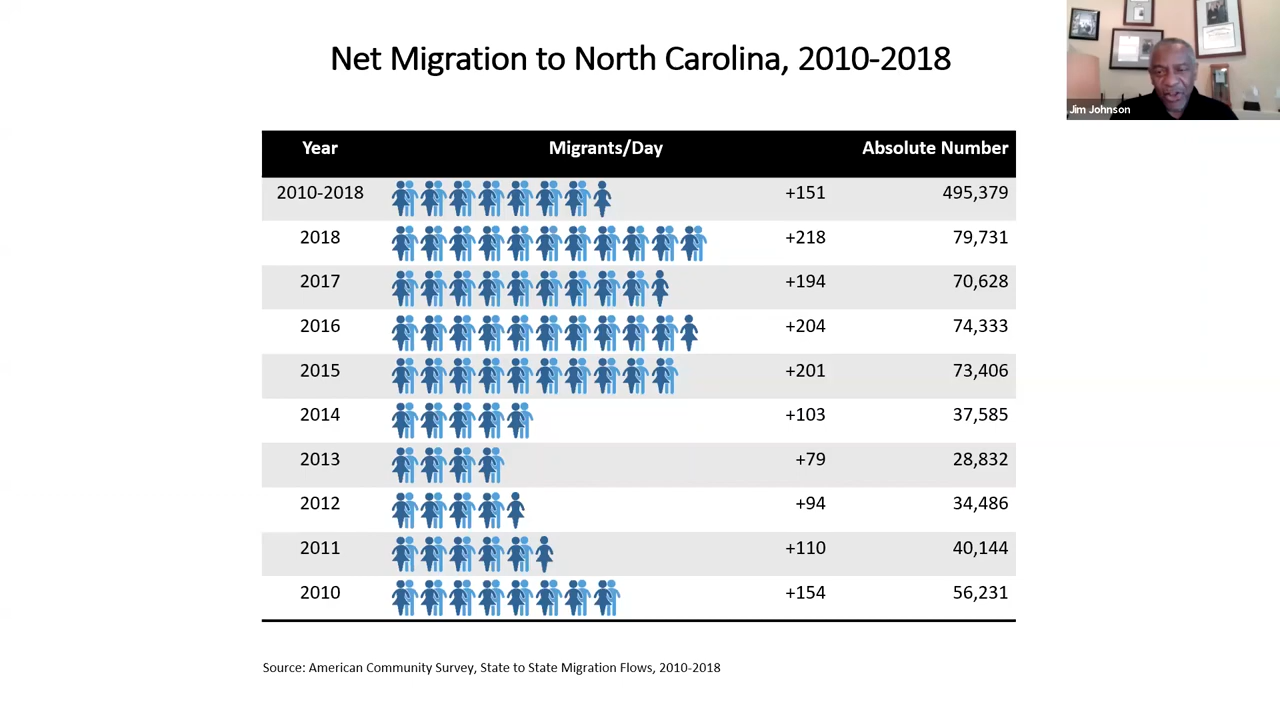 Net Migration to North Carolina, 2010-2018
Jim Johnson
Year Migrants/Day Absolute Number
2010-2018 +151 495,379
2018 +218 79,731
2017 +194 70,628
2016 +204 74,333
2015 +201 73,406
2014 +103 37,585
2013 +79 28,832
2012 +94 34,486
2011 +110 40,144
2010 +154 56,231
Source: American Community Survey, State to State Migration Flows, 2010-2018